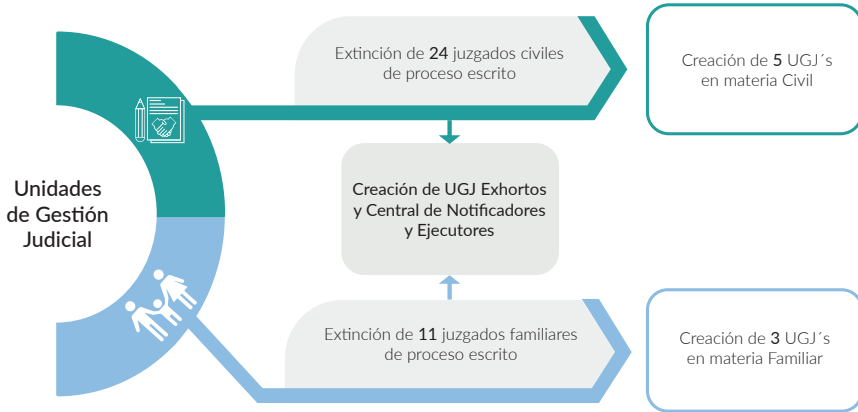 Unidades
de Gestión
Judicial
Extinción de 24 juzgados civiles
de proceso escrito
Creación de 5 UGJ´s
en materia Civil
Creación de UGJ Exhortos
y Central de Notificadores
y Ejecutores
Extinción de 11 juzgados familiares
de proceso escrito
Creación de 3 UGJ´s
en materia Familiar